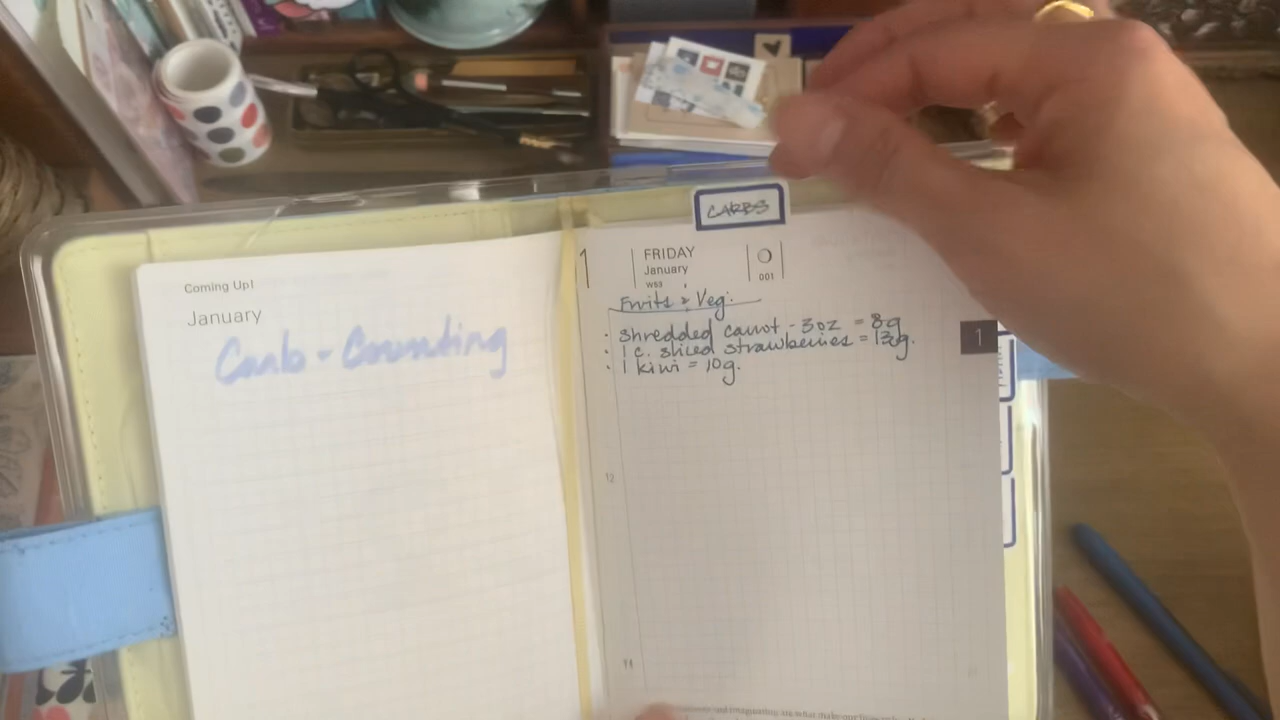 CARBS
Coming Up!
January
Carb - Counting
1
FRIDAY
January
W53
001
Fruits & Veg.
· shredded carrot - 3oz = 8g
· 1 c. sliced strawberries = 13g.
· 1 kiwi = 10g.
1
12